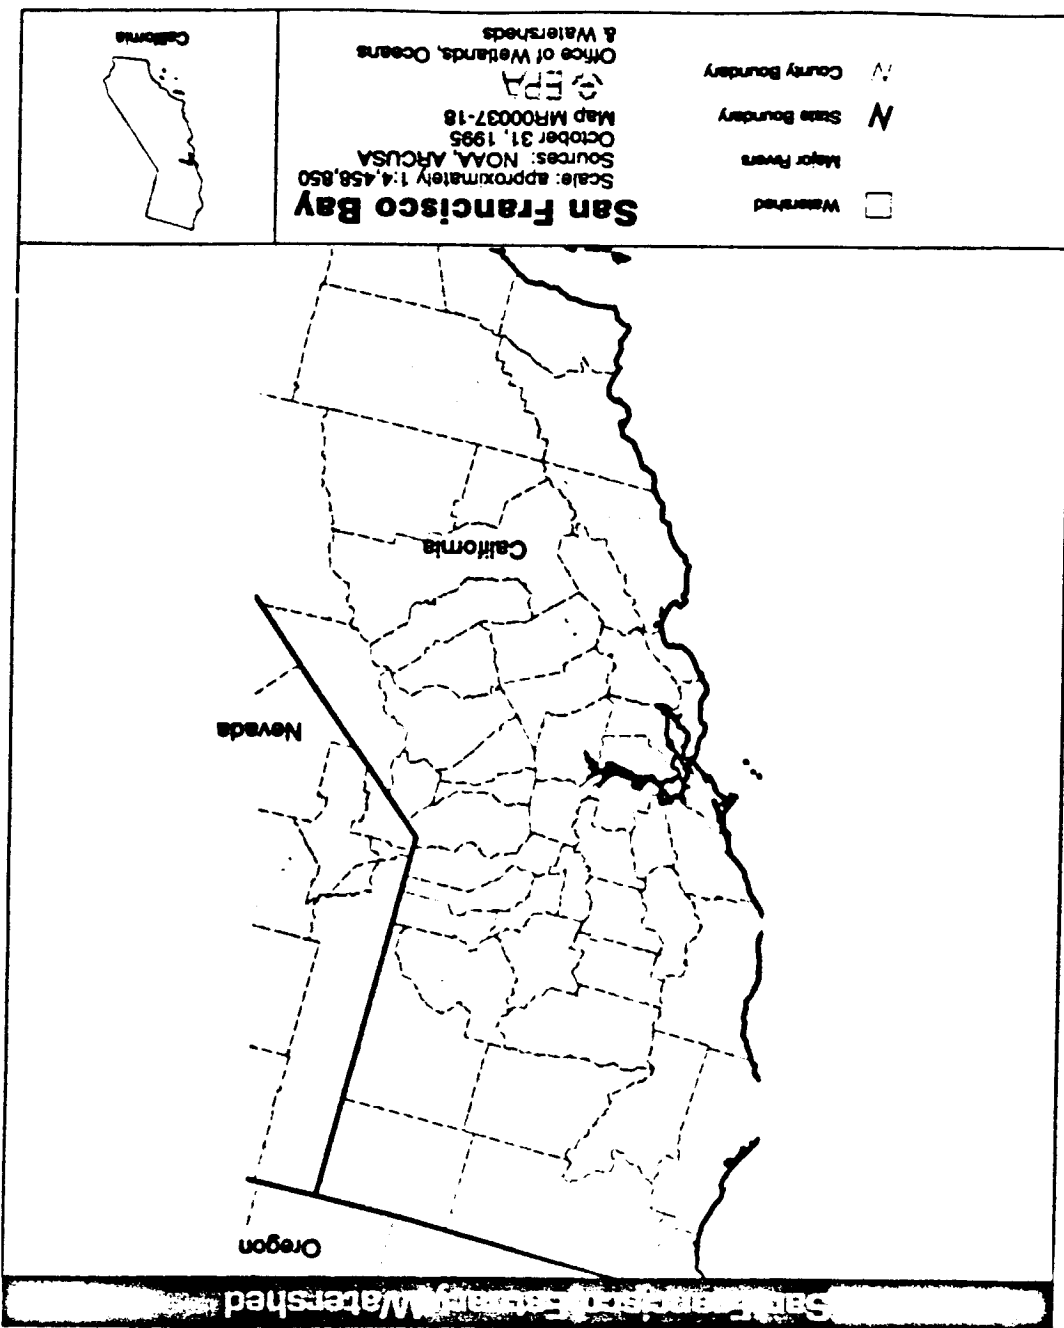 San Francisco Estuary Watershed
Oregon
Nevada
California
Watershed
Major Rivers
State Boundary
County Boundary
San Francisco Bay
Scale: approximately 1:4,458,850
Sources: NOAA, ARCUSA
October 31, 1995
Map MR00037-18
EPA
Office of Wetlands, Oceans
& Watersheds
California